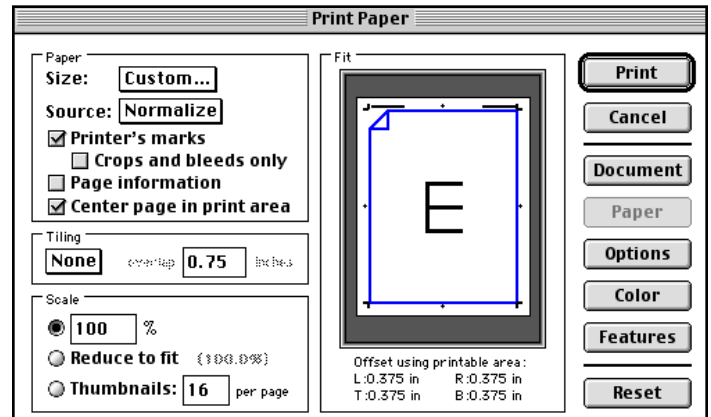 Print Paper
Paper
Size: Custom...
Source: Normalize
Printer's marks
Crops and bleeds only
Page information
Center page in print area
Tiling
None overlap 0.75 inches
Scale
100 %
Reduce to fit (100.0%)
Thumbnails: 16 per page
Fit
E
Offset using printable area:
L:0.375 in R:0.375 in
T:0.375 in B:0.375 in
Print
Cancel
Document
Paper
Options
Color
Features
Reset